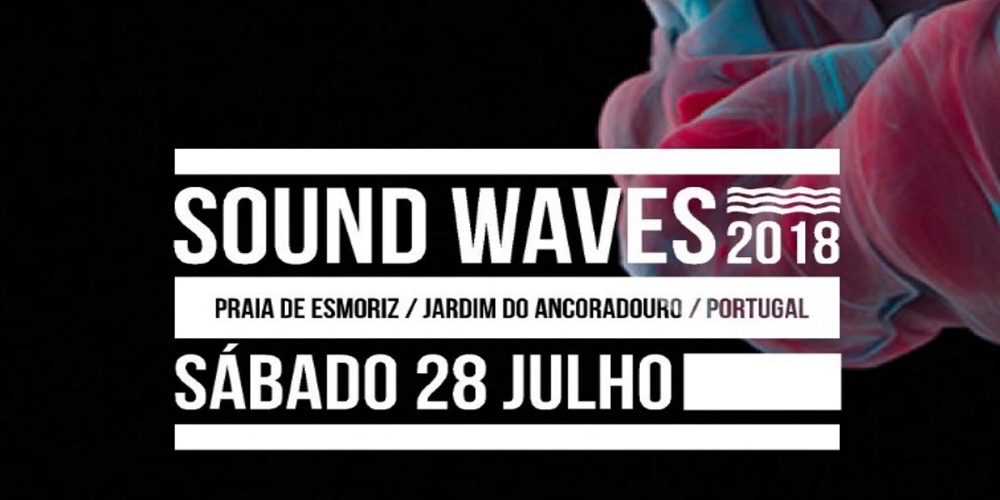 SOUND WAVES 2018
PRAIA DE ESMORIZ / JARDIM DO ANCORADOURO / PORTUGAL
SÁBADO 28 JULHO